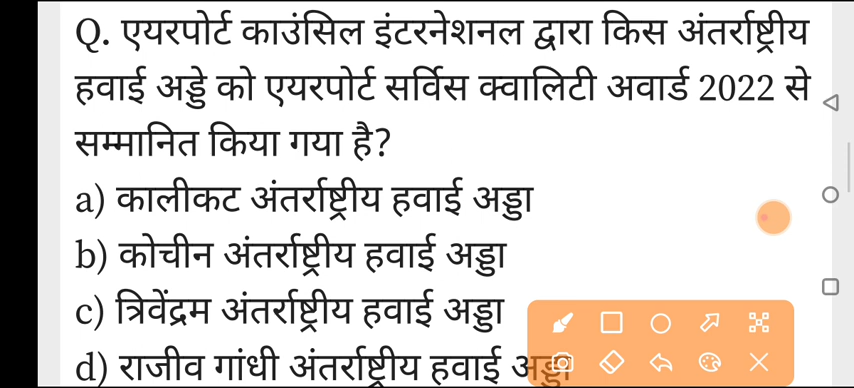 Q. एयरपोर्ट काउंसिल इंटरनेशनल द्वारा किस अंतर्राष्ट्रीय
हवाई अड्डे को एयरपोर्ट सर्विस क्वालिटी अवार्ड 2022 से
सम्मानित किया गया है?
a) कालीकट अंतर्राष्ट्रीय हवाई अड्डा
b) कोचीन अंतर्राष्ट्रीय हवाई अड्डा
c) त्रिवेंद्रम अंतर्राष्ट्रीय हवाई अड्डा
d) राजीव गांधी अंतर्राष्ट्रीय हवाई अड्डा